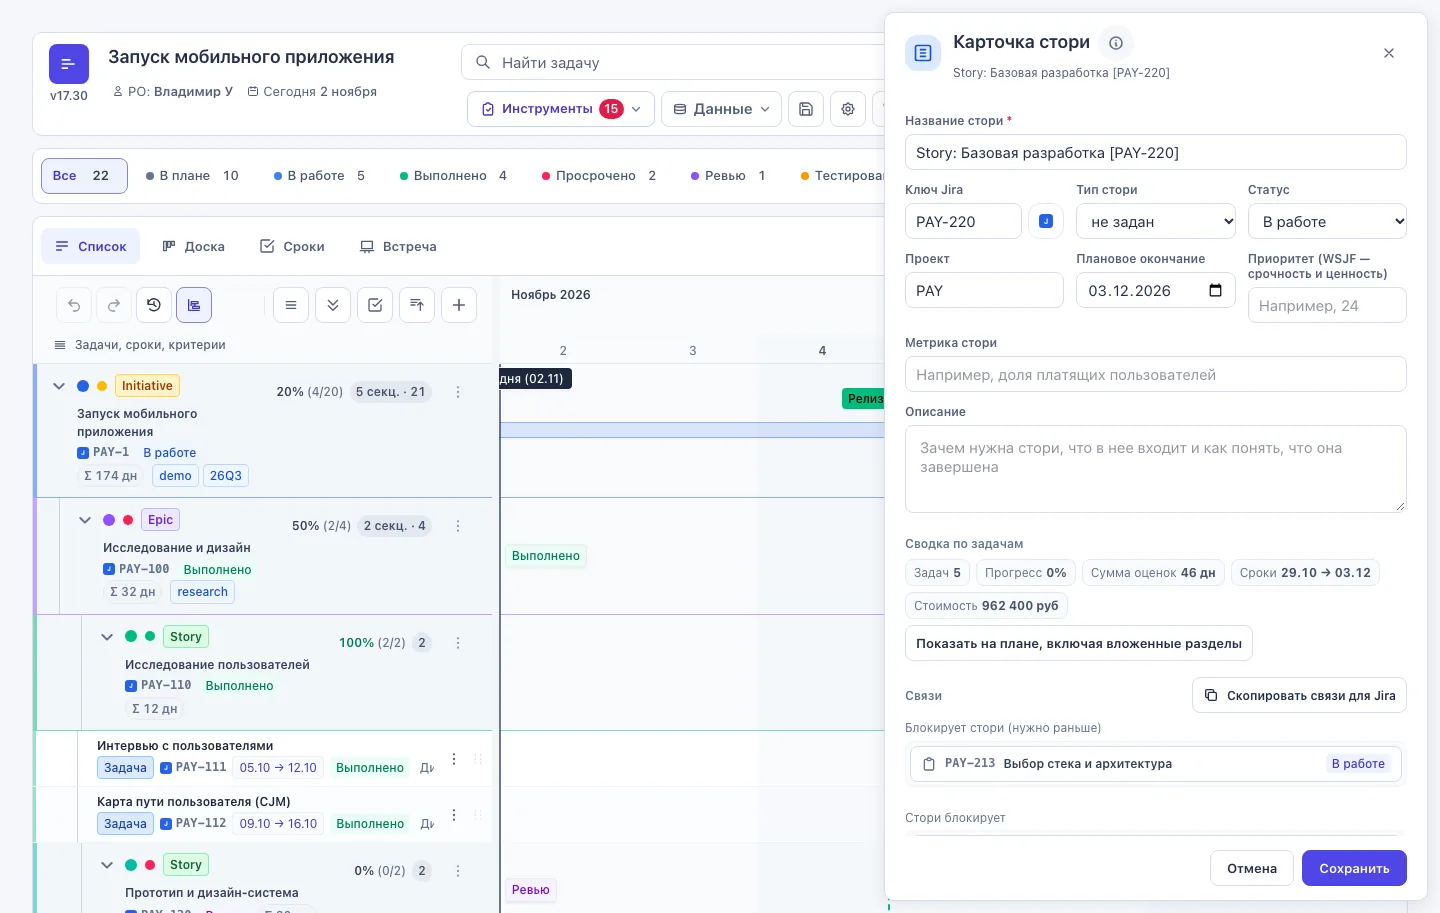 Запуск мобильного приложения
v17.30
PO: Владимир У
Сегодня 2 ноября
Найти задачу
Инструменты 15
Данные
Все 22
В плане 10
В работе 5
Выполнено 4
Просрочено 2
Ревью 1
Список
Доска
Сроки
Встреча
Задачи, сроки, критерии
Ноябрь 2026
2
3
4
дня (02.11)
Релиз
Initiative
20% (4/20)
5 секц. · 21
Запуск мобильного
приложения
PAY-1 В работе
Σ 174 дн demo 26Q3
Epic
50% (2/4)
2 секц. · 4
Исследование и дизайн
PAY-100 Выполнено
Σ 32 дн research
Выполнено
Story
100% (2/2)
2
Исследование пользователей
PAY-110 Выполнено
Σ 12 дн
Интервью с пользователями
Задача PAY-111 05.10 → 12.10 Выполнено
Карта пути пользователя (CJM)
Задача PAY-112 09.10 → 16.10 Выполнено
Story
0% (0/2)
2
Прототип и дизайн-система
Ревью
Карточка стори
Story: Базовая разработка [PAY-220]
Название стори *
Story: Базовая разработка [PAY-220]
Ключ Jira
PAY-220
Тип стори
не задан
Статус
В работе
Проект
PAY
Плановое окончание
03.12.2026
Приоритет (WSJF —
срочность и ценность)
Например, 24
Метрика стори
Например, доля платящих пользователей
Описание
Зачем нужна стори, что в нее входит и как понять, что она
завершена
Сводка по задачам
Задач 5
Прогресс 0%
Сумма оценок 46 дн
Сроки 29.10 → 03.12
Стоимость 962 400 руб
Показать на плане, включая вложенные разделы
Связи
Скопировать связи для Jira
Блокирует стори (нужно раньше)
PAY-213 Выбор стека и архитектура В работе
Стори блокирует
Отмена
Сохранить